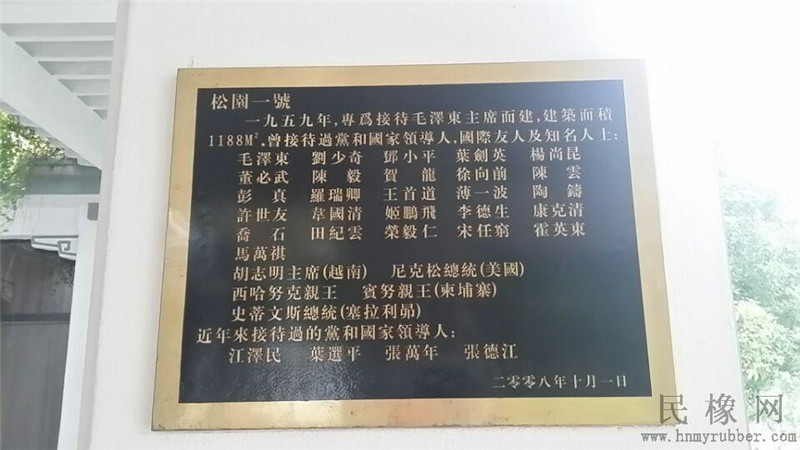 松園一號
一九五九年，專爲接待毛澤東主席而建，建築面積
1188M²。曾接待過黨和國家領導人，國際友人及知名人士：
毛澤東 劉少奇 鄧小平 葉劍英 楊尚昆
董必武 陳毅 賀龍 徐向前 陳雲
彭真 羅瑞卿 王首道 薄一波 陶鑄
許世友 韋國清 姬鵬飛 李德生 康克清
喬石 田紀雲 榮毅仁 宋任窮 霍英東
馬萬祺
胡志明主席(越南) 尼克松總統(美國)
西哈努克親王 賓努親王(柬埔寨)
史蒂文斯總統(塞拉利昂)
近年來接待過的黨和國家領導人：
江澤民 葉選平 張萬年 張德江
二零零八年十月一日
民橡网
www.hnmyrubber.com